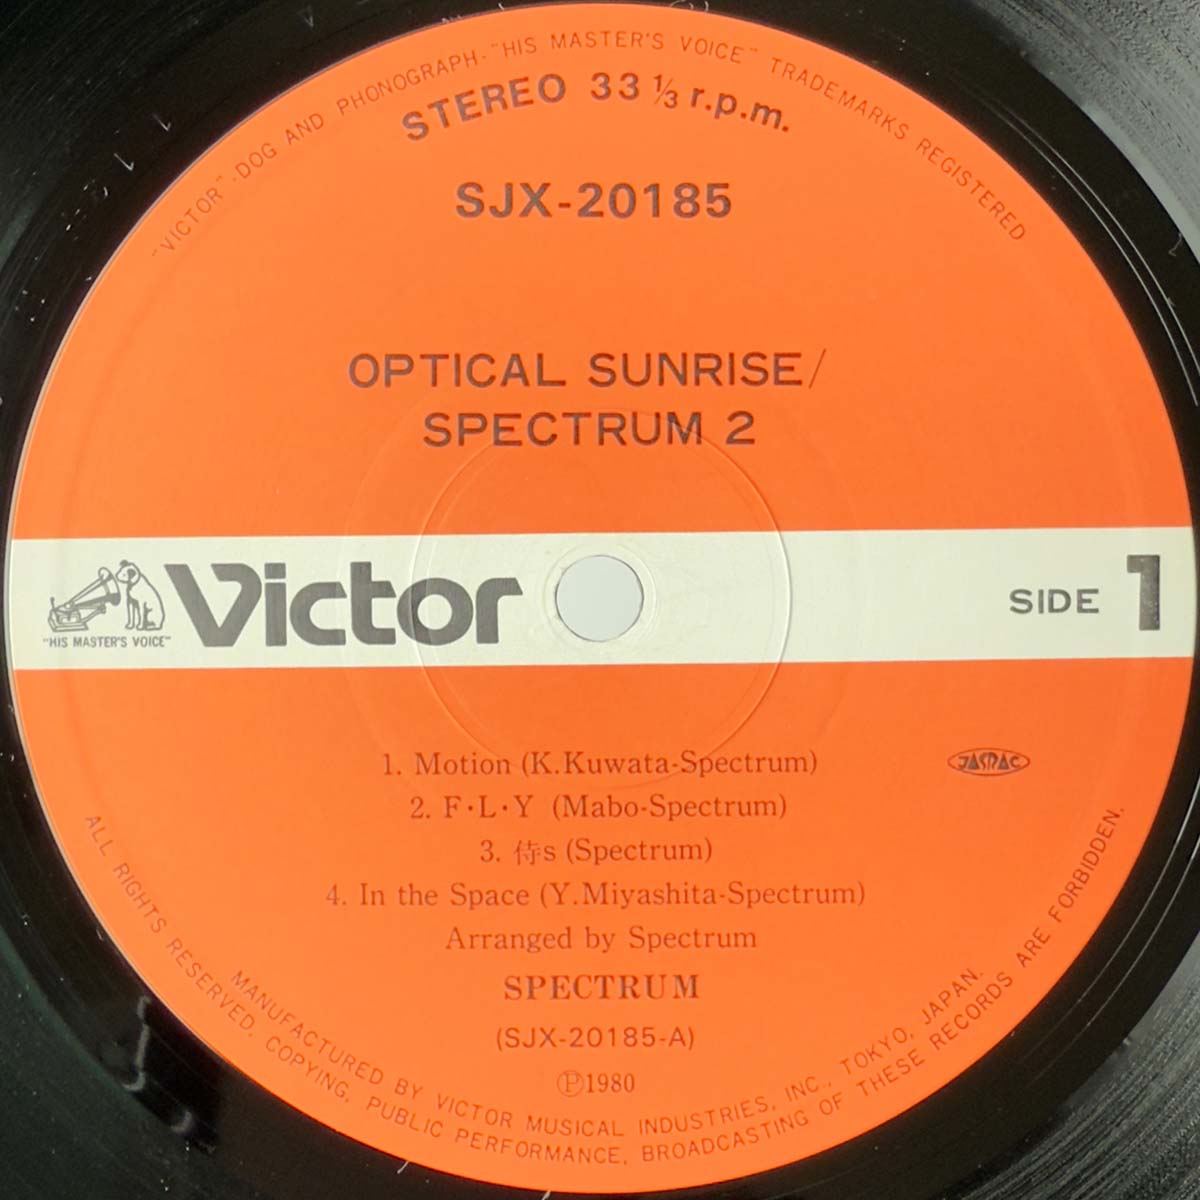 "VICTOR"-DOG AND PHONOGRAPH-"HIS MASTER'S VOICE" TRADEMARKS REGISTERED
STEREO 33 1/3 r.p.m.
SJX-20185
OPTICAL SUNRISE/
SPECTRUM 2
Victor
"HIS MASTER'S VOICE"
SIDE 1
1. Motion (K.Kuwata-Spectrum)
JASRAC
2. F・L・Y (Mabo-Spectrum)
3. 侍s (Spectrum)
4. In the Space (Y.Miyashita-Spectrum)
Arranged by Spectrum
SPECTRUM
(SJX-20185-A)
Ⓟ1980
MANUFACTURED BY VICTOR MUSICAL INDUSTRIES, INC., TOKYO, JAPAN.
ALL RIGHTS RESERVED. COPYING, PUBLIC PERFORMANCE, BROADCASTING OF THESE RECORDS ARE FORBIDDEN.